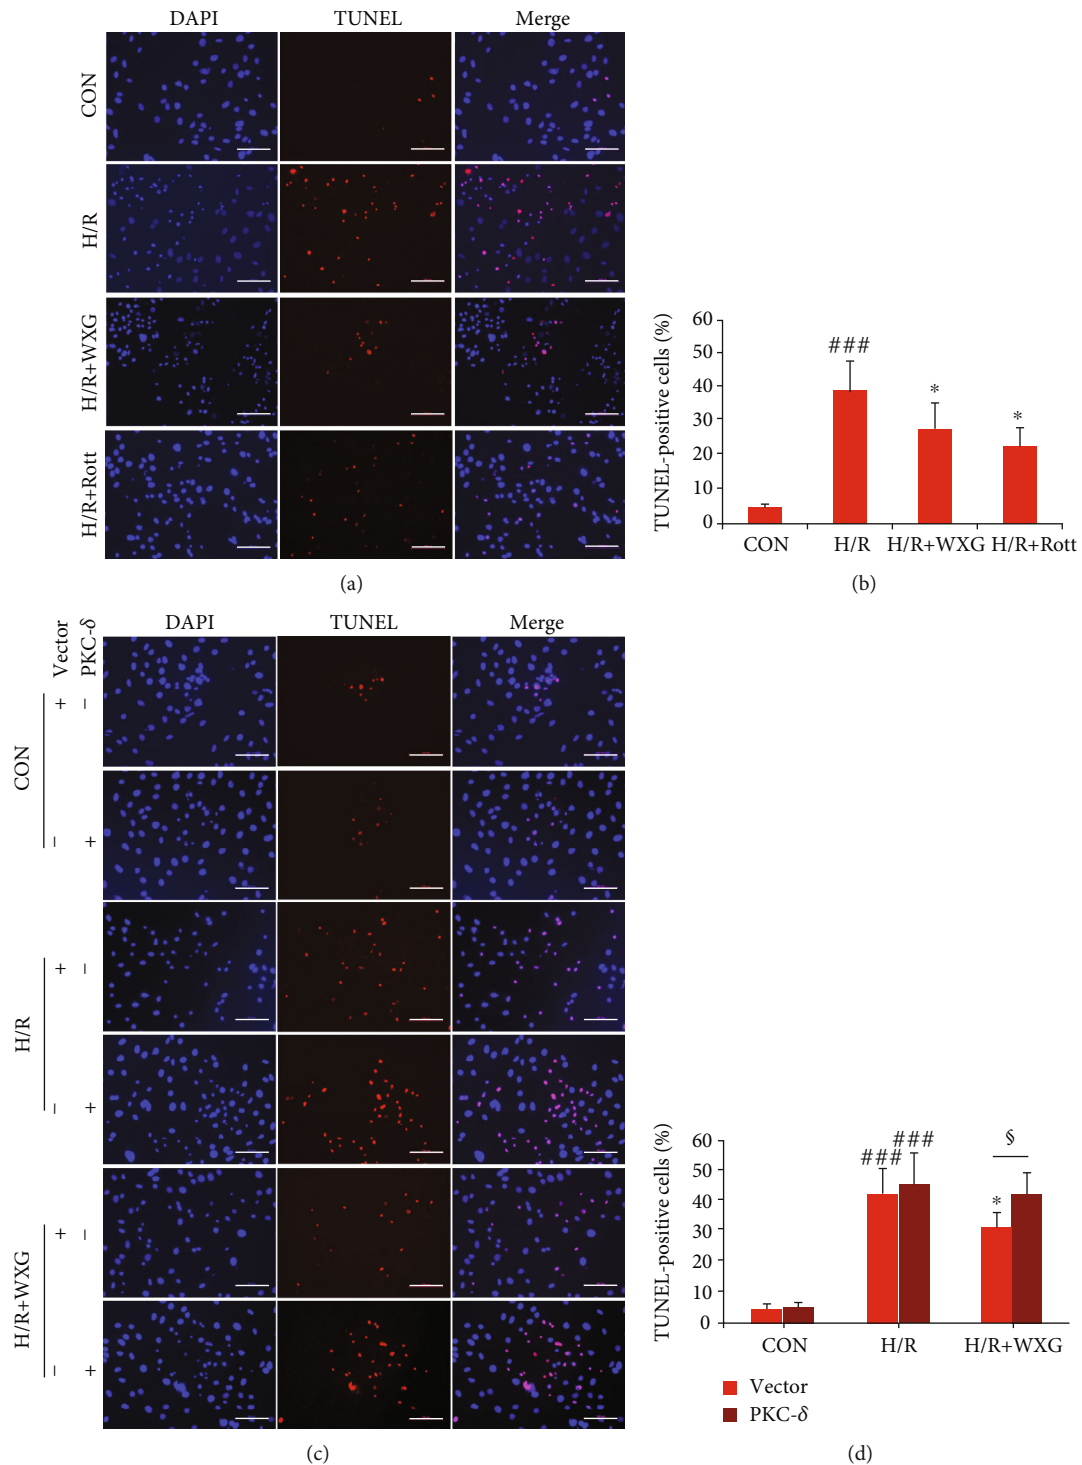 DAPI TUNEL Merge
CON
H/R
H/R+WXG
H/R+Rott
(a)
TUNEL-positive cells (%)
60
50
40
30
20
10
0
###
*
*
CON H/R H/R+WXG H/R+Rott
(b)
Vector
PKC-δ
DAPI TUNEL Merge
CON
+ −
− +
H/R
+ −
− +
H/R+WXG
+ −
− +
(c)
TUNEL-positive cells (%)
60
50
40
30
20
10
0
###
###
*
§
CON H/R H/R+WXG
Vector
PKC-δ
(d)